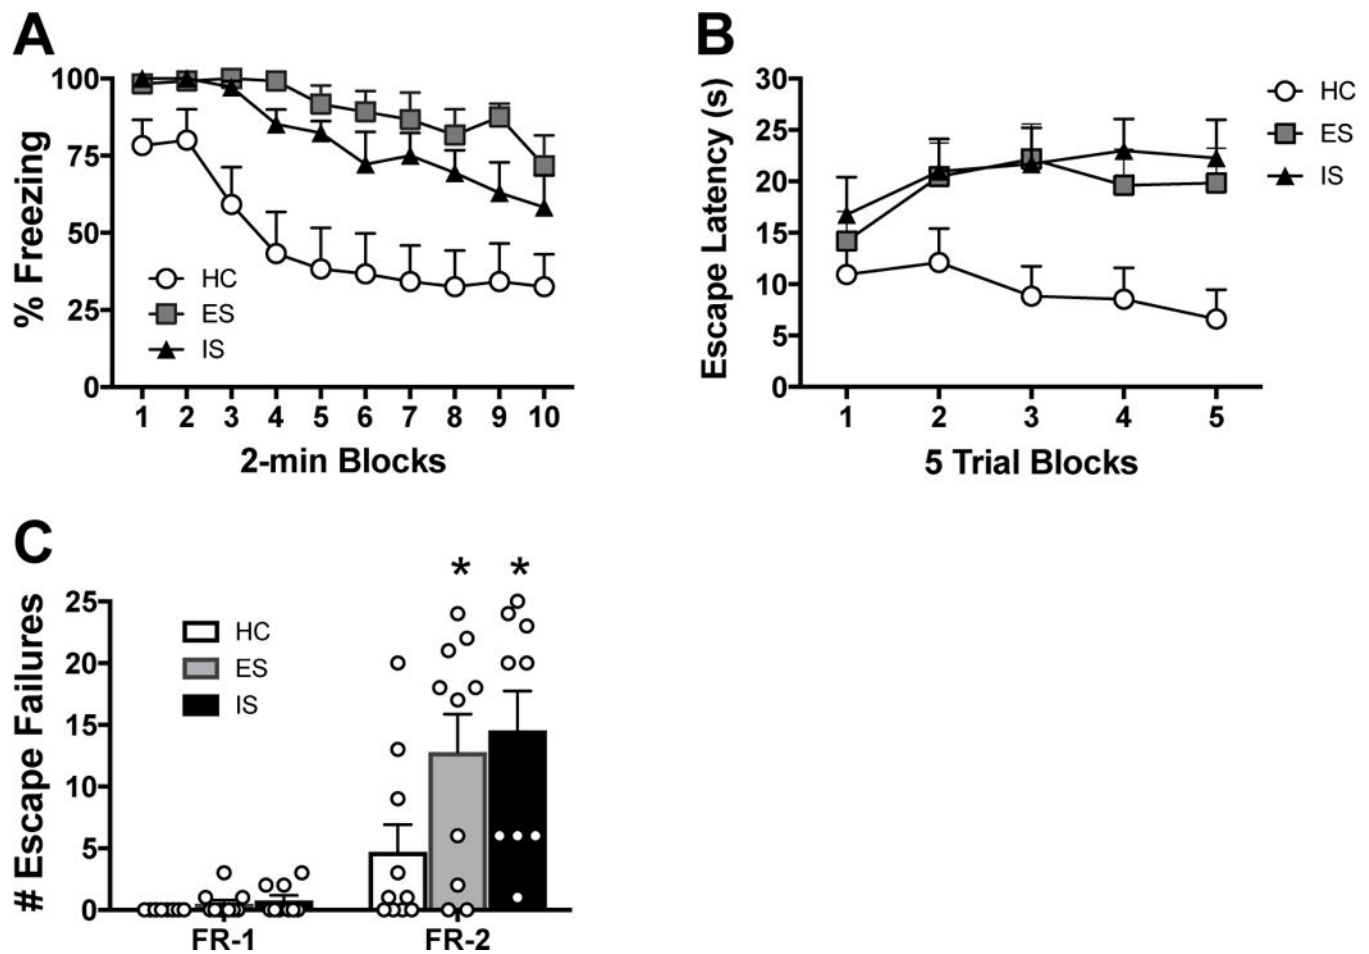 A
% Freezing
100
75
50
25
0
HC
ES
IS
1 2 3 4 5 6 7 8 9 10
2-min Blocks
B
Escape Latency (s)
30
25
20
15
10
5
0
1 2 3 4 5
5 Trial Blocks
HC
ES
IS
C
# Escape Failures
25
20
15
10
5
0
HC
ES
IS
* *
FR-1 FR-2